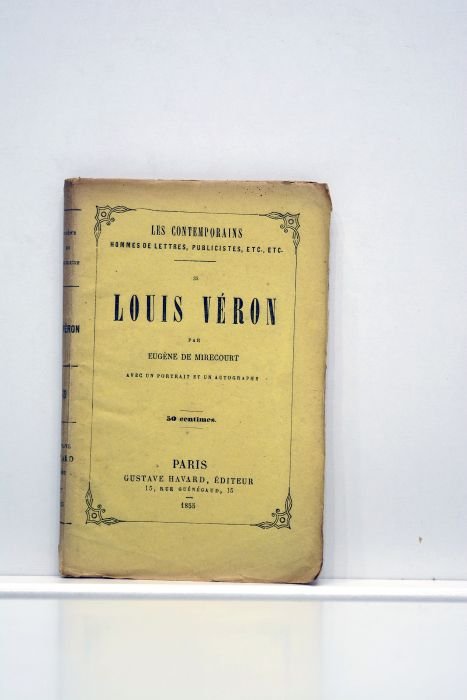 LES CONTEMPORAINS
HOMMES DE LETTRES, PUBLICISTES, ETC., ETC.
LOUIS VÉRON
PAR
EUGÈNE DE MIRECOURT
AVEC UN PORTRAIT ET UN AUTOGRAPHE
50 centimes.
PARIS
GUSTAVE HAVARD, ÉDITEUR
15, RUE GUÉNÉGAUD, 15
1855